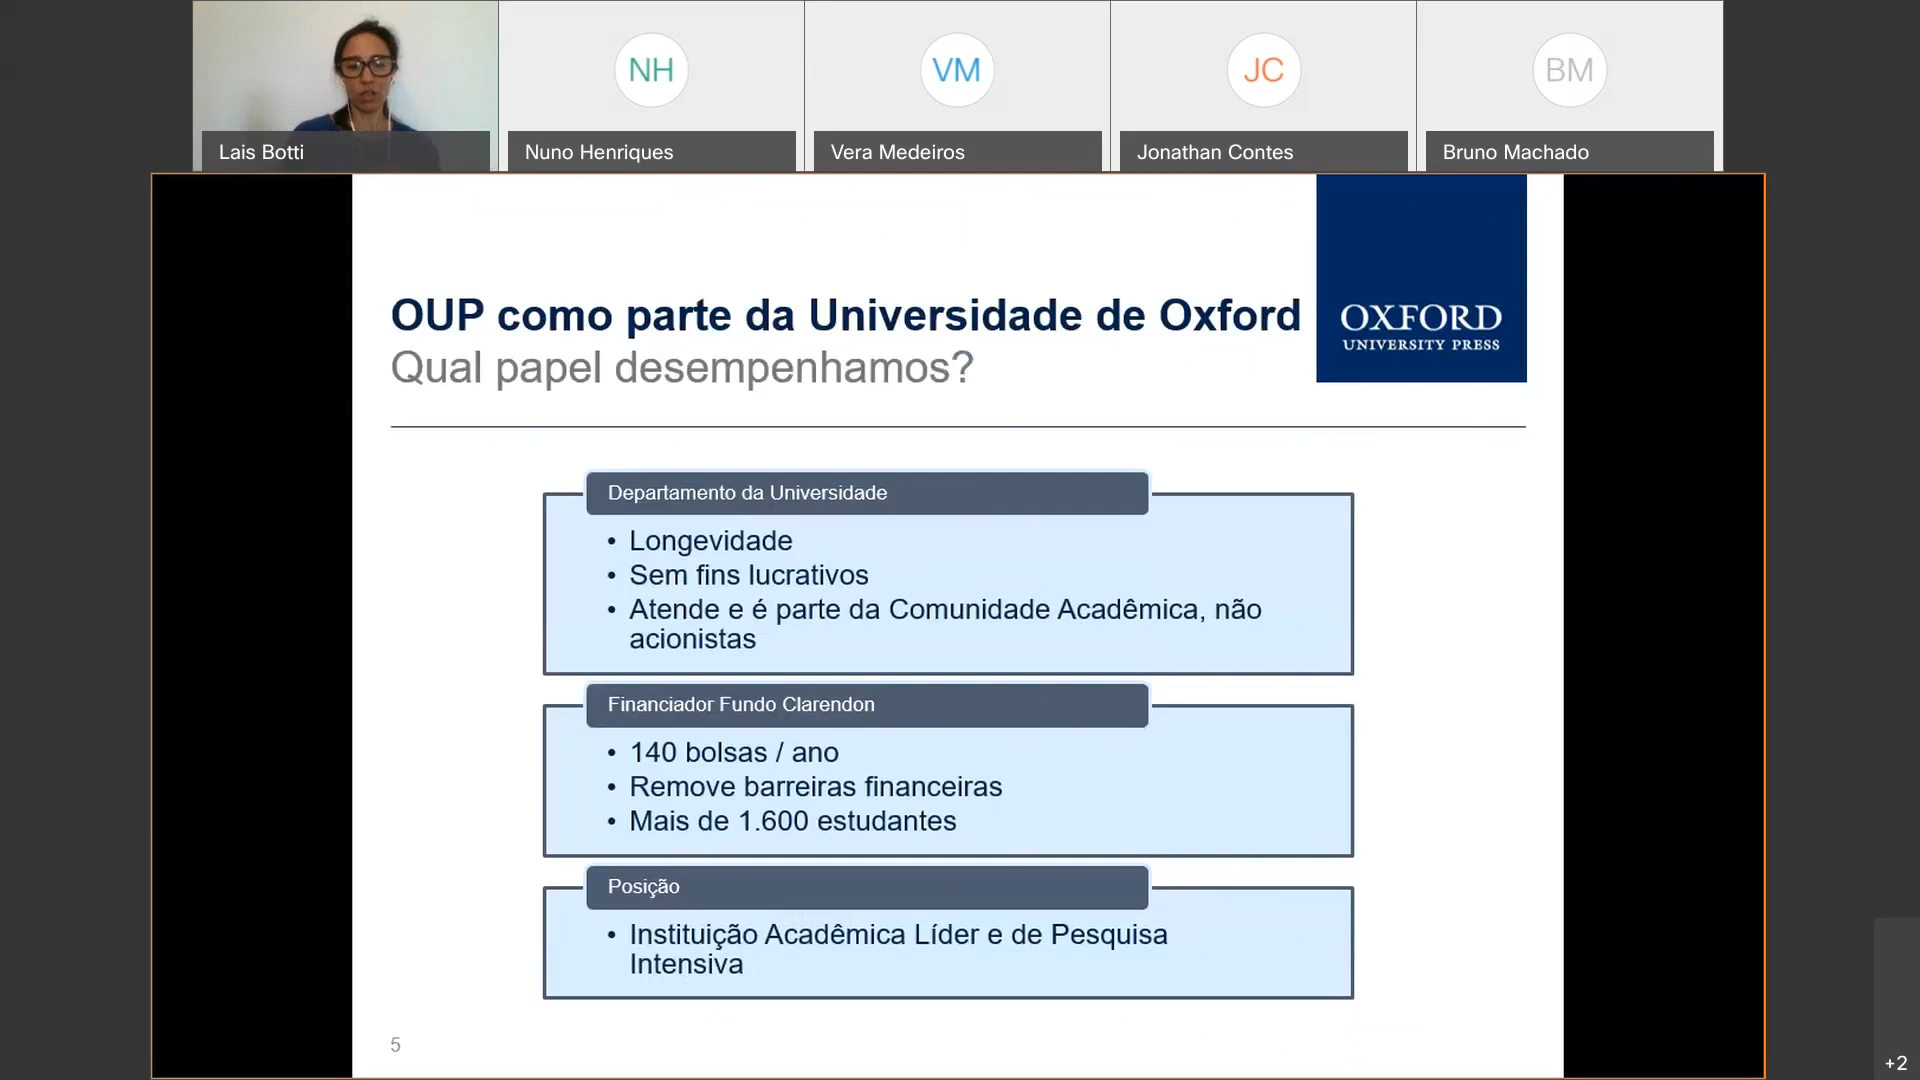 NH
VM
JC
BM
Lais Botti
Nuno Henriques
Vera Medeiros
Jonathan Contes
Bruno Machado
OUP como parte da Universidade de Oxford
Qual papel desempenhamos?
OXFORD
UNIVERSITY PRESS
Departamento da Universidade
• Longevidade
• Sem fins lucrativos
• Atende e é parte da Comunidade Acadêmica, não
acionistas
Financiador Fundo Clarendon
• 140 bolsas / ano
• Remove barreiras financeiras
• Mais de 1.600 estudantes
Posição
• Instituição Acadêmica Líder e de Pesquisa
Intensiva
5
+2